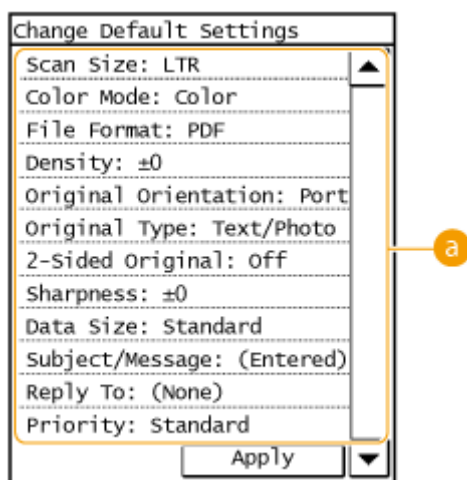 Change Default Settings
Scan Size: LTR
Color Mode: Color
File Format: PDF
Density: ±0
Original Orientation: Port
Original Type: Text/Photo
2-Sided Original: Off
Sharpness: ±0
Data Size: Standard
Subject/Message: (Entered)
Reply To: (None)
Priority: Standard
Apply
a